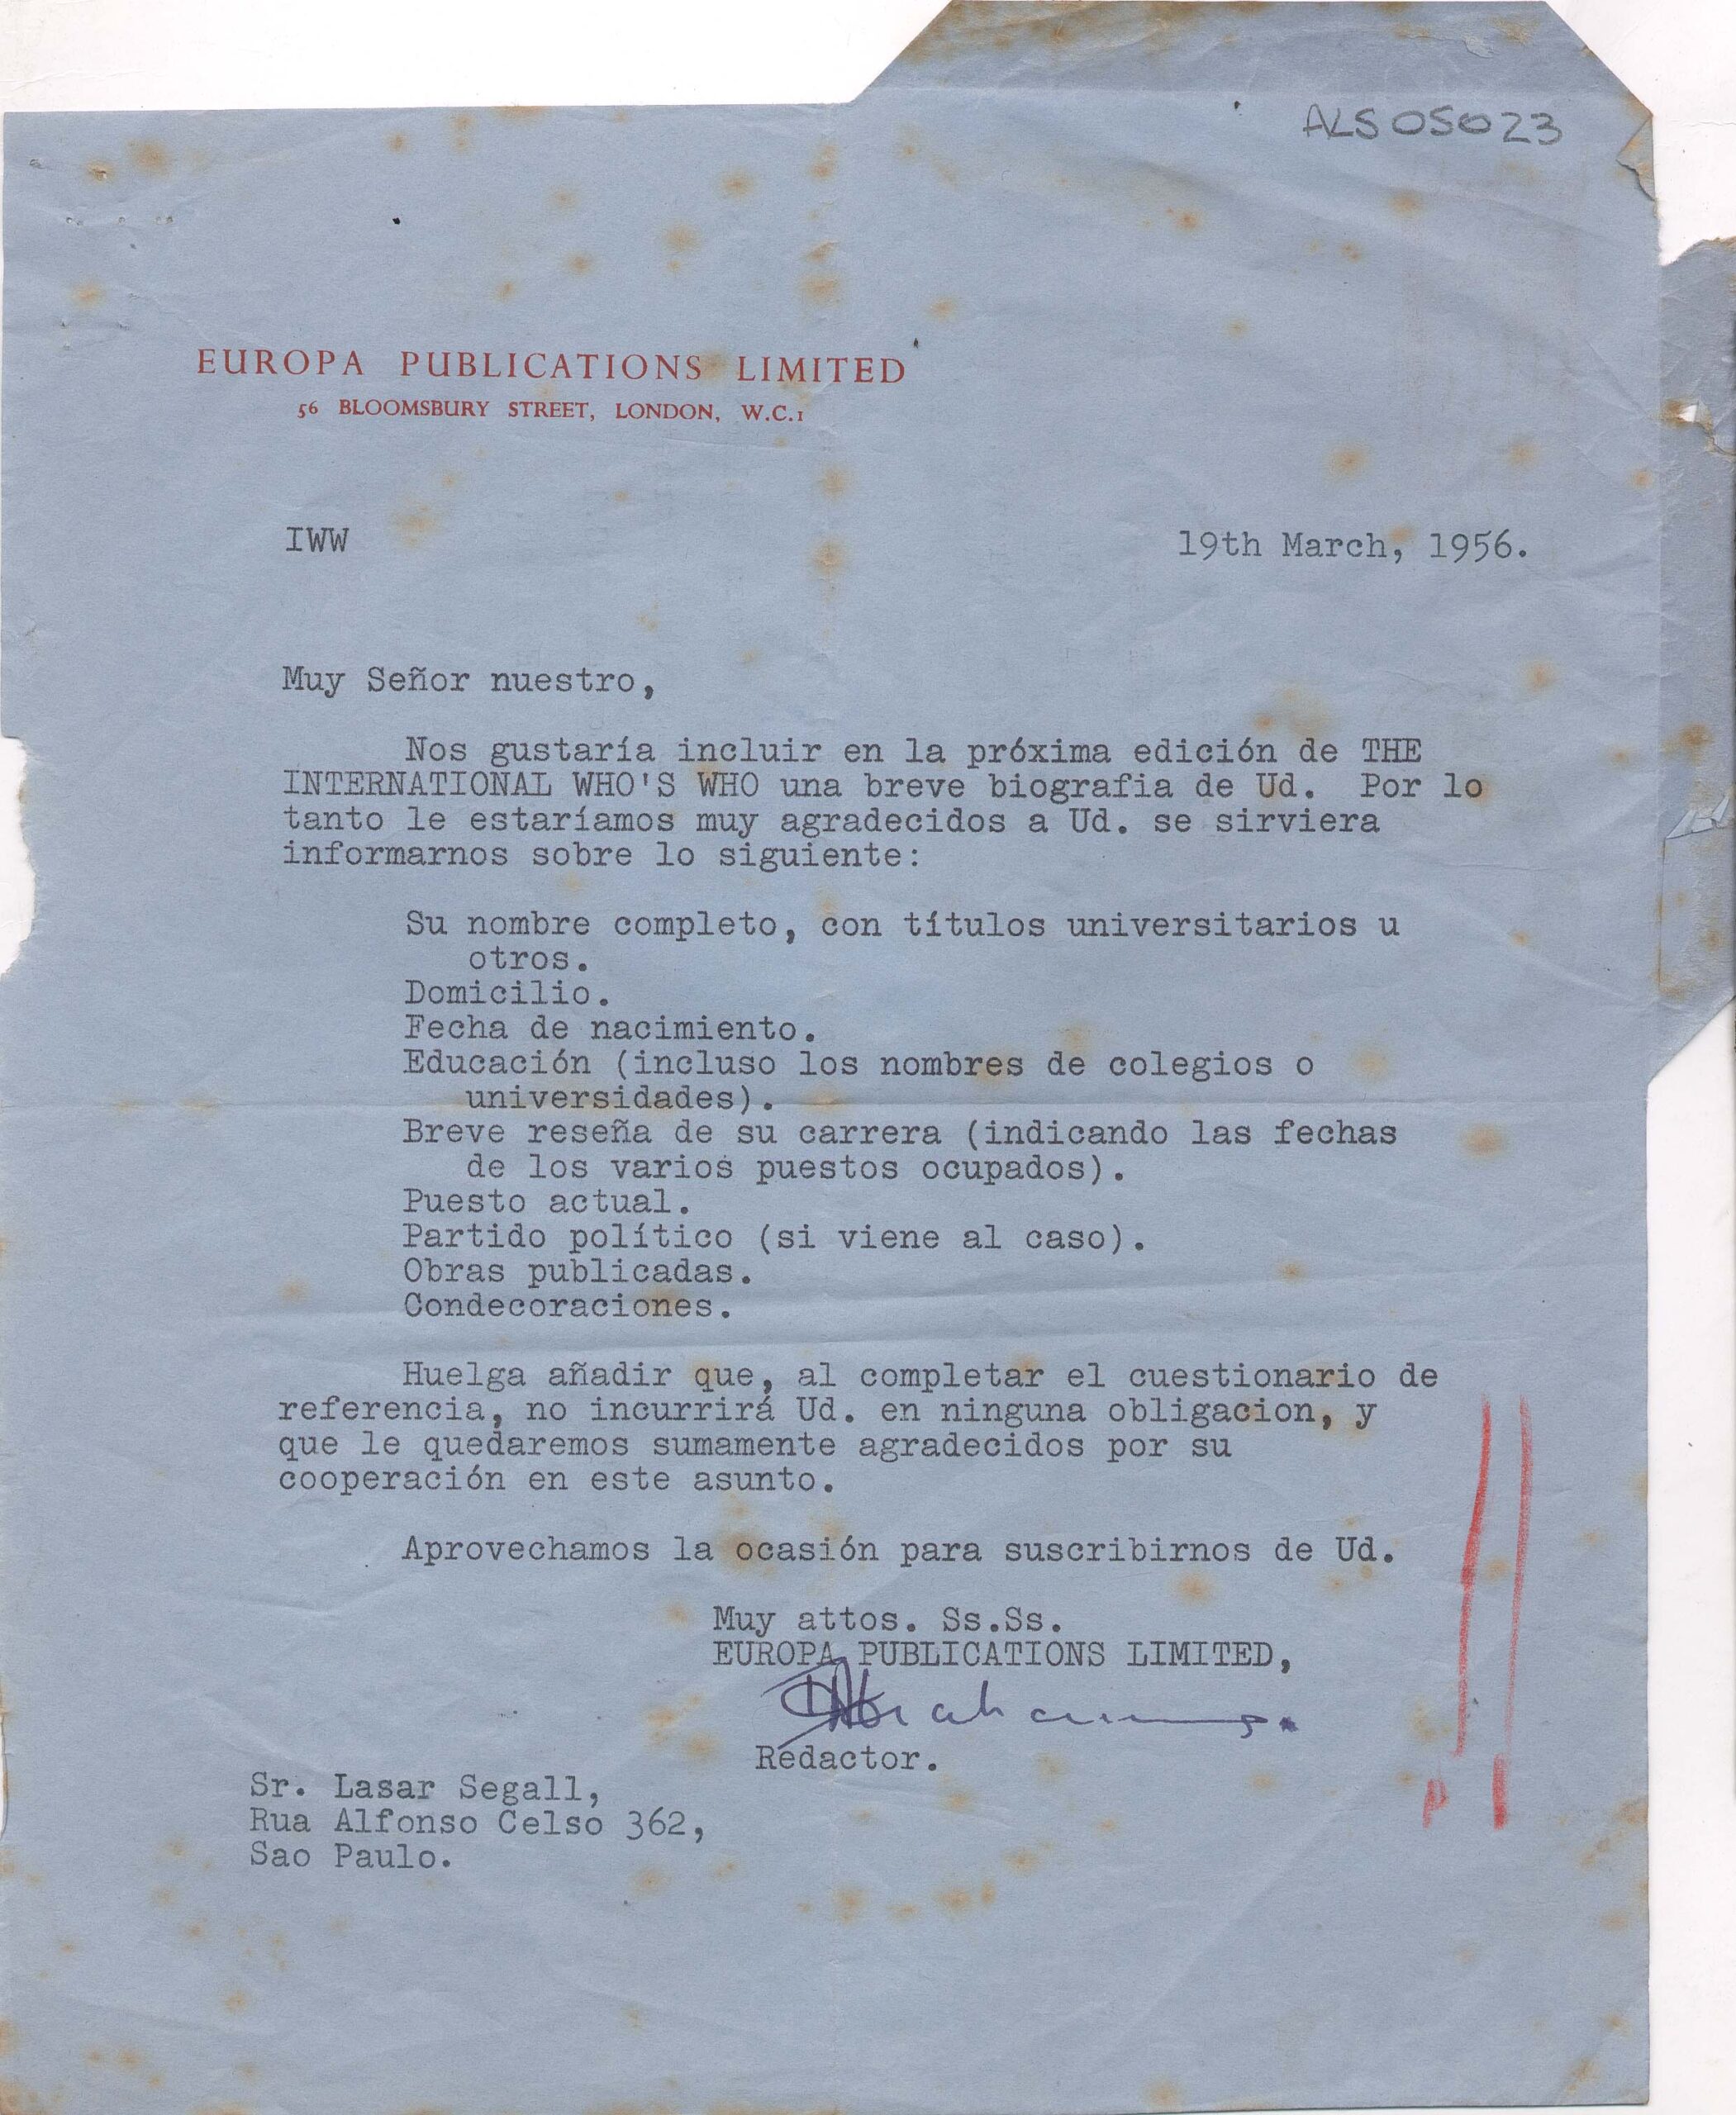 ALS 05023
EUROPA PUBLICATIONS LIMITED
56 BLOOMSBURY STREET, LONDON, W.C.1
IWW
19th March, 1956.
Muy Señor nuestro,
Nos gustaría incluir en la próxima edición de THE
INTERNATIONAL WHO'S WHO una breve biografia de Ud. Por lo
tanto le estaríamos muy agradecidos a Ud. se sirviera
informarnos sobre lo siguiente:
Su nombre completo, con títulos universitarios u
otros.
Domicilio.
Fecha de nacimiento.
Educación (incluso los nombres de colegios o
universidades).
Breve reseña de su carrera (indicando las fechas
de los varios puestos ocupados).
Puesto actual.
Partido político (si viene al caso).
Obras publicadas.
Condecoraciones.
Huelga añadir que, al completar el cuestionario de
referencia, no incurrirá Ud. en ninguna obligacion, y
que le quedaremos sumamente agradecidos por su
cooperación en este asunto.
Aprovechamos la ocasión para suscribirnos de Ud.
Muy attos. Ss.Ss.
EUROPA PUBLICATIONS LIMITED,
Redactor.
Sr. Lasar Segall,
Rua Alfonso Celso 362,
Sao Paulo.